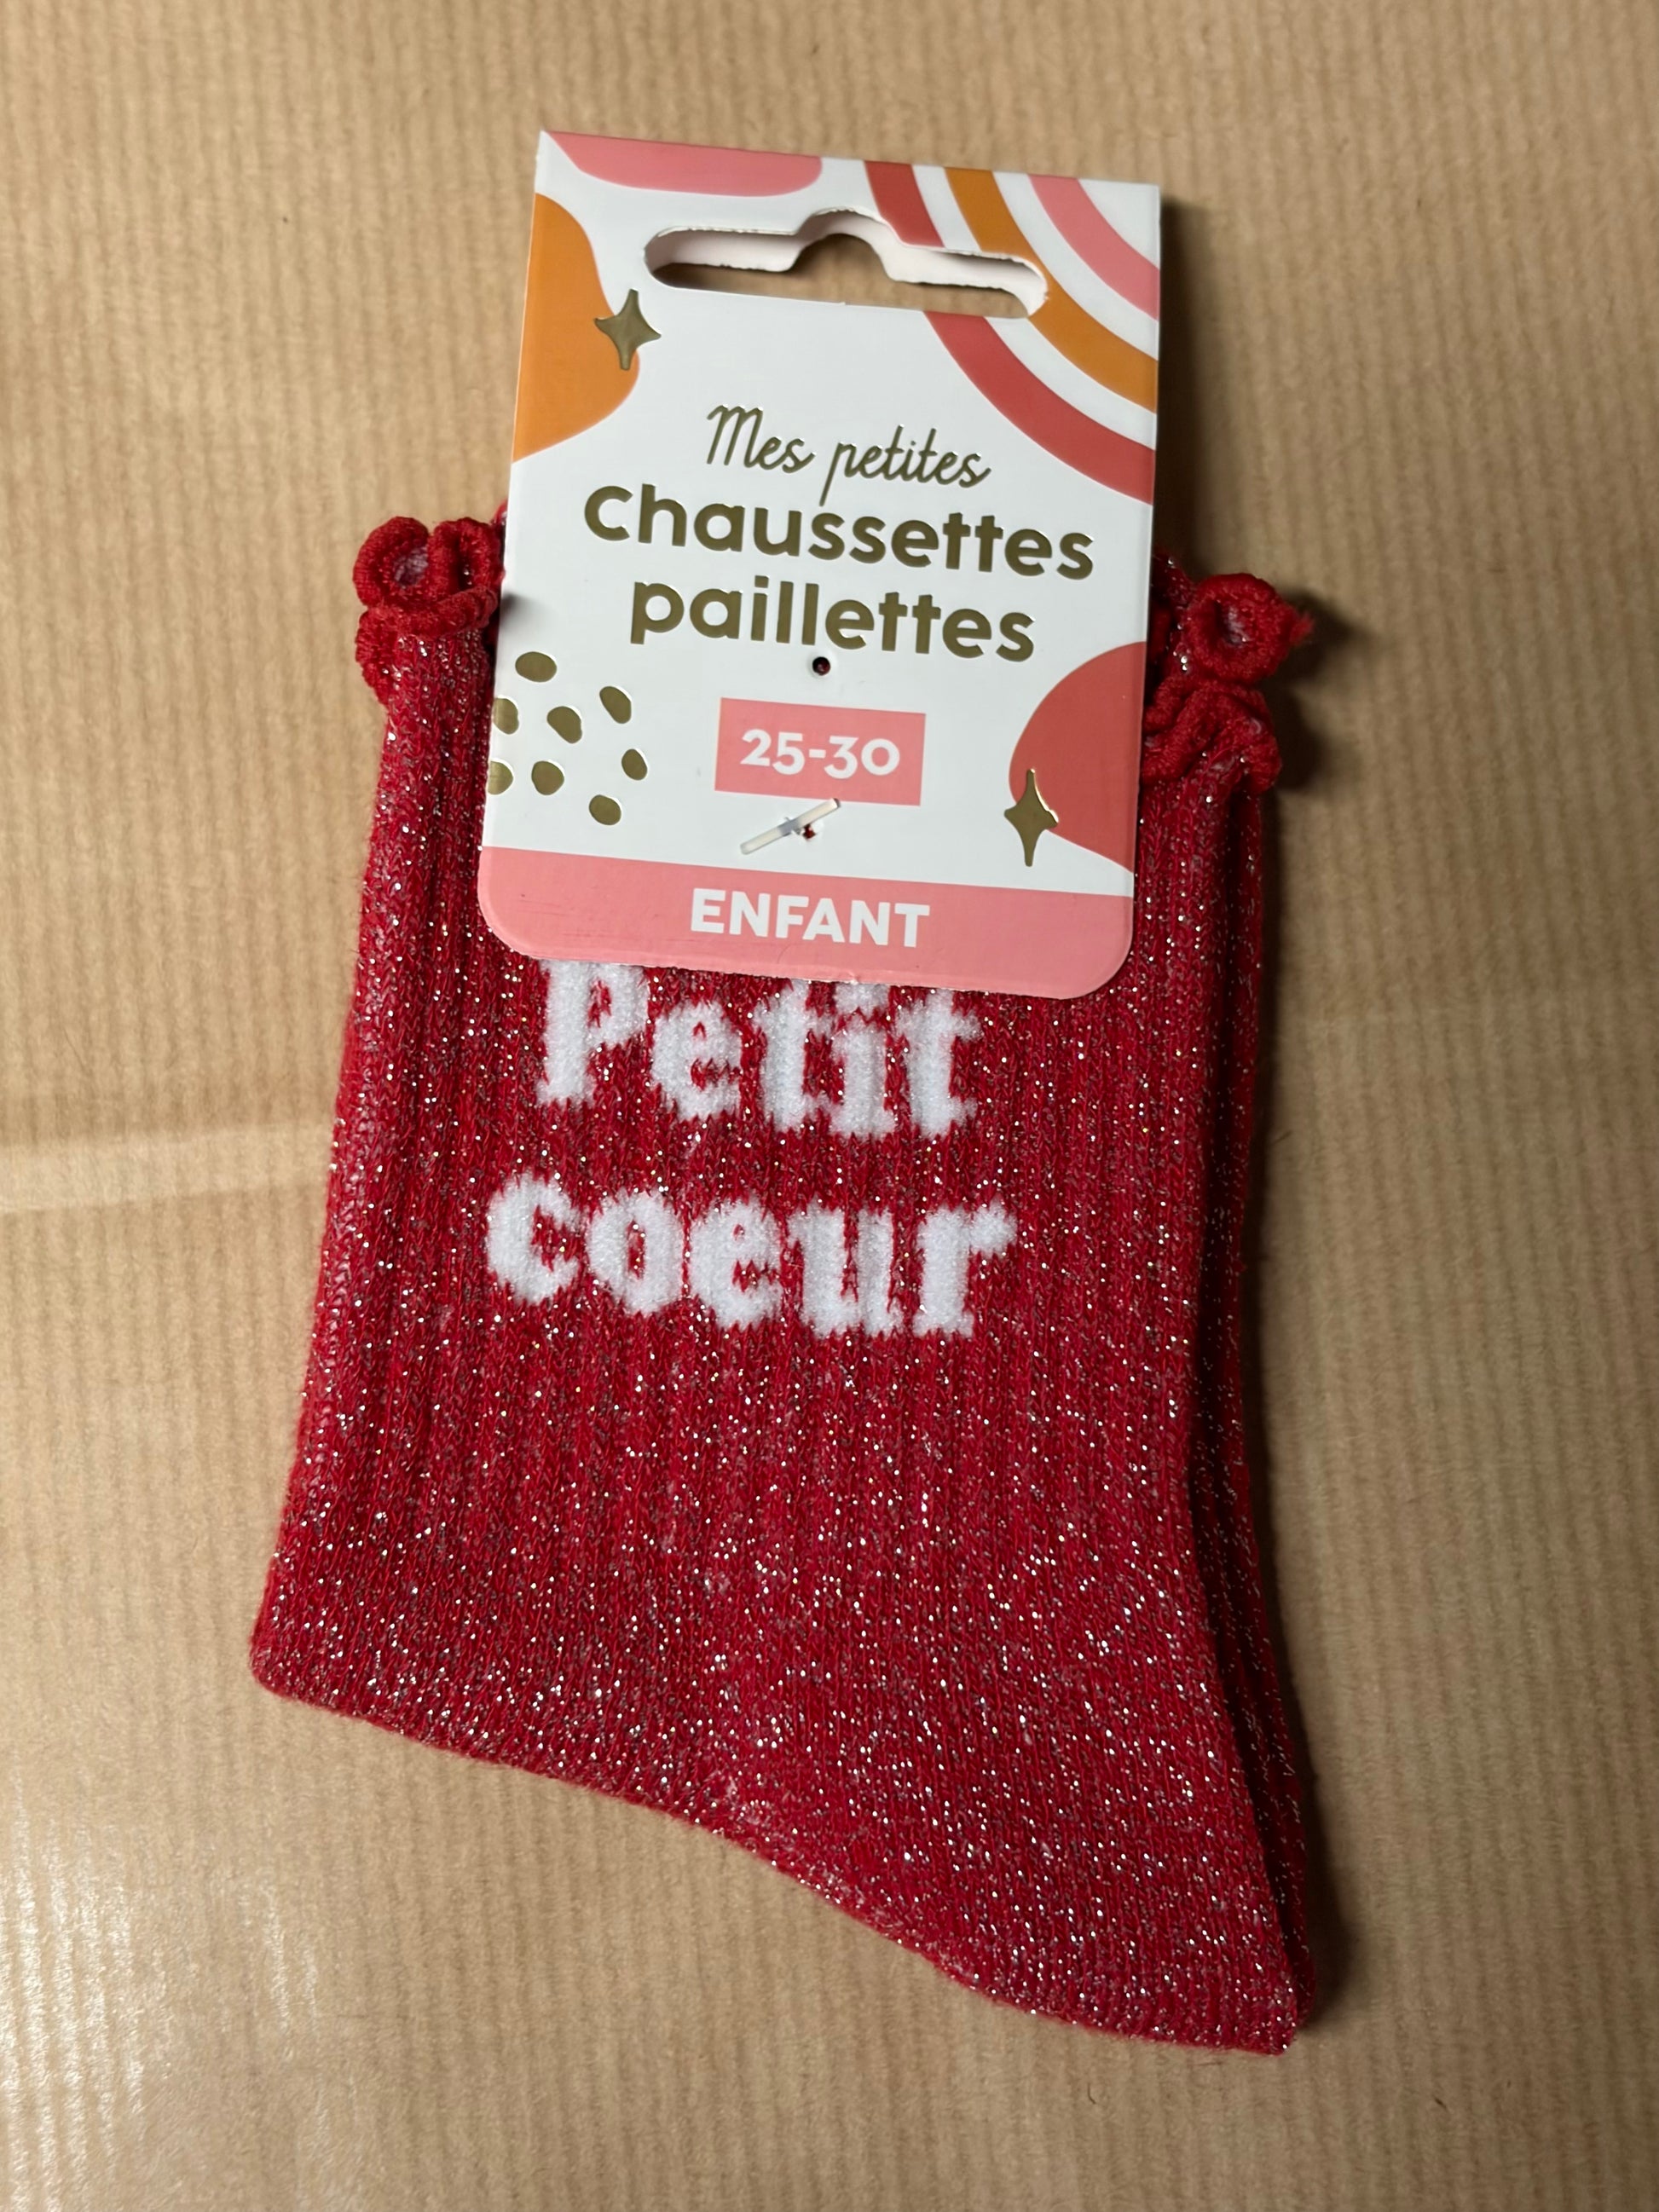 Mes petites
chaussettes
paillettes
25-30
ENFANT
Petit
coeur